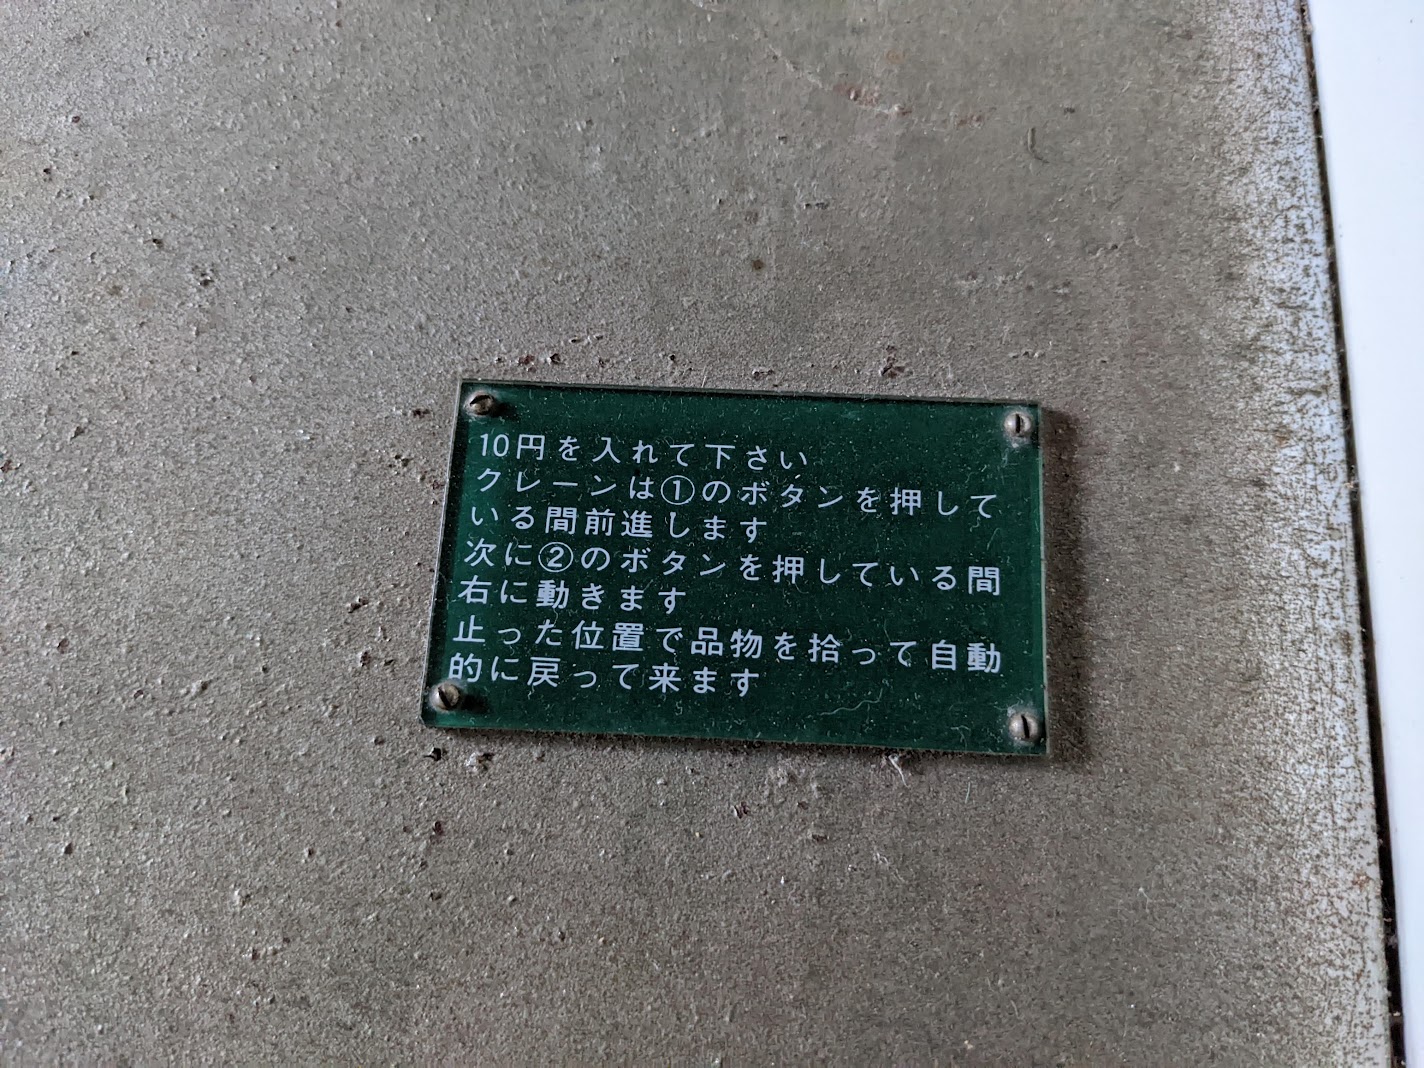 10円を入れて下さい
クレーンは①のボタンを押して
いる間前進します
次に②のボタンを押している間
右に動きます
止った位置で品物を拾って自動
的に戻って来ます